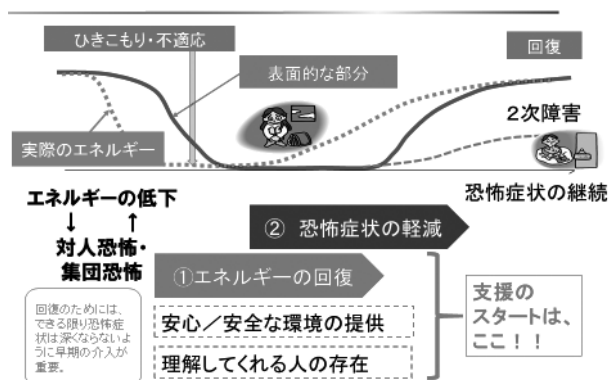 ひきこもり・不適応
回復
表面的な部分
2次障害
実際のエネルギー
恐怖症状の継続
エネルギーの低下
↓ ↑
対人恐怖・
集団恐怖
② 恐怖症状の軽減
①エネルギーの回復
安心／安全な環境の提供
理解してくれる人の存在
支援の
スタートは、
ここ！！
回復のためには、
できる限り恐怖症
状は深くならないよ
うに早期の介入が
重要。